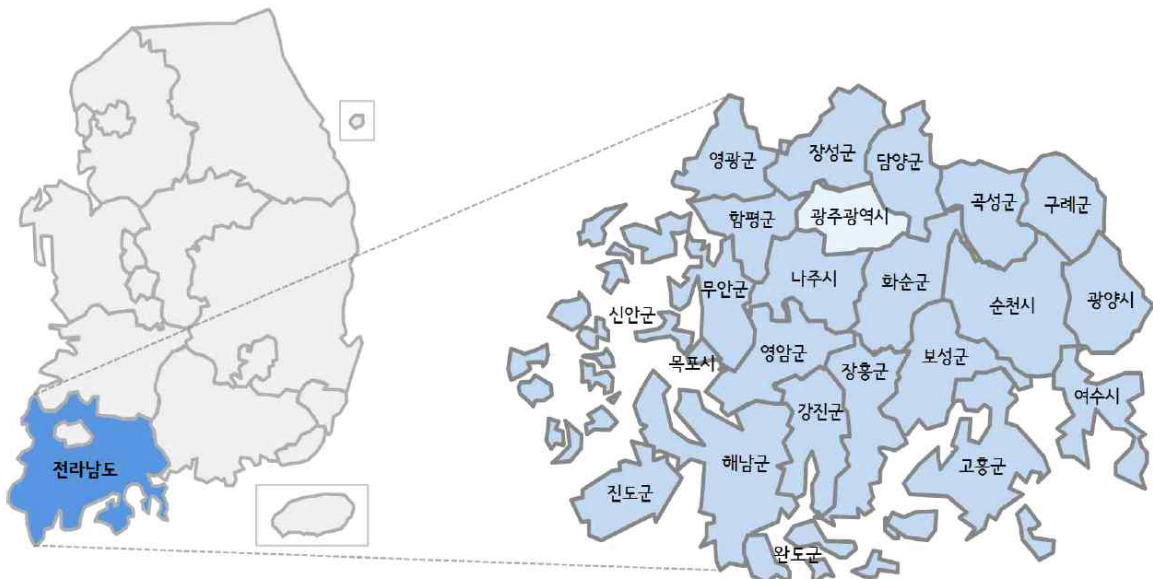 전라남도
영광군
장성군
담양군
곡성군
구례군
함평군
광주광역시
나주시
화순군
순천시
광양시
무안군
신안군
목포시
영암군
장흥군
보성군
여수시
강진군
해남군
고흥군
진도군
완도군